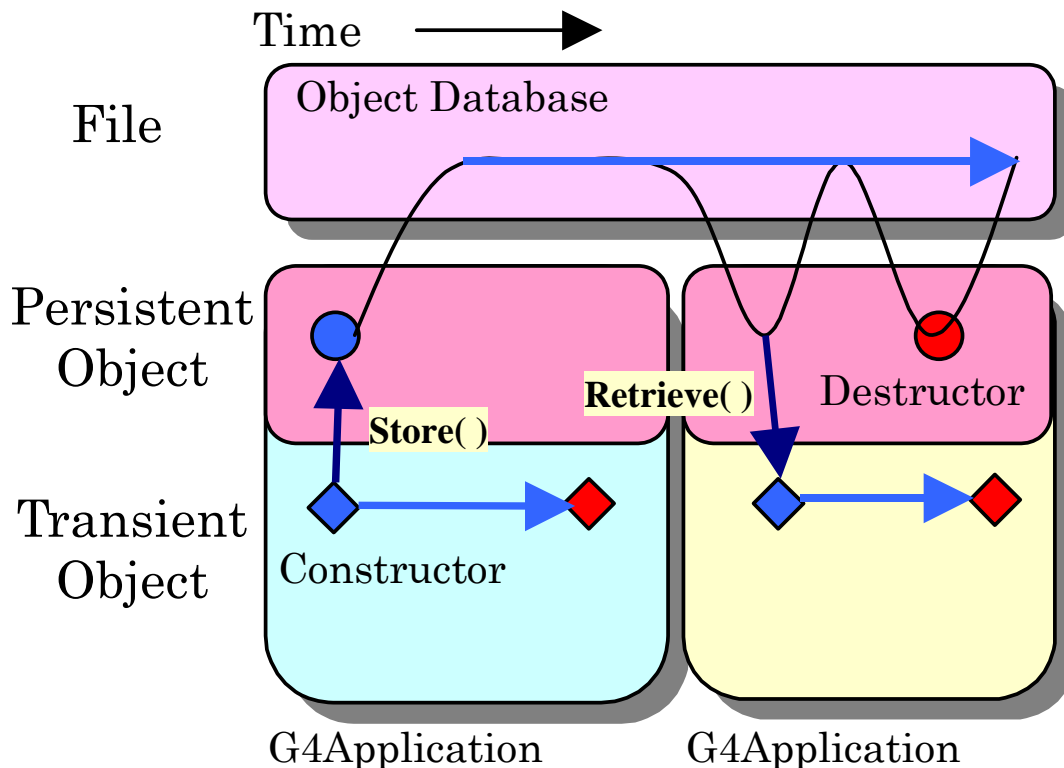 Time
Object Database
File
Persistent
Object
Retrieve( )
Destructor
Store( )
Transient
Object
Constructor
G4Application
G4Application